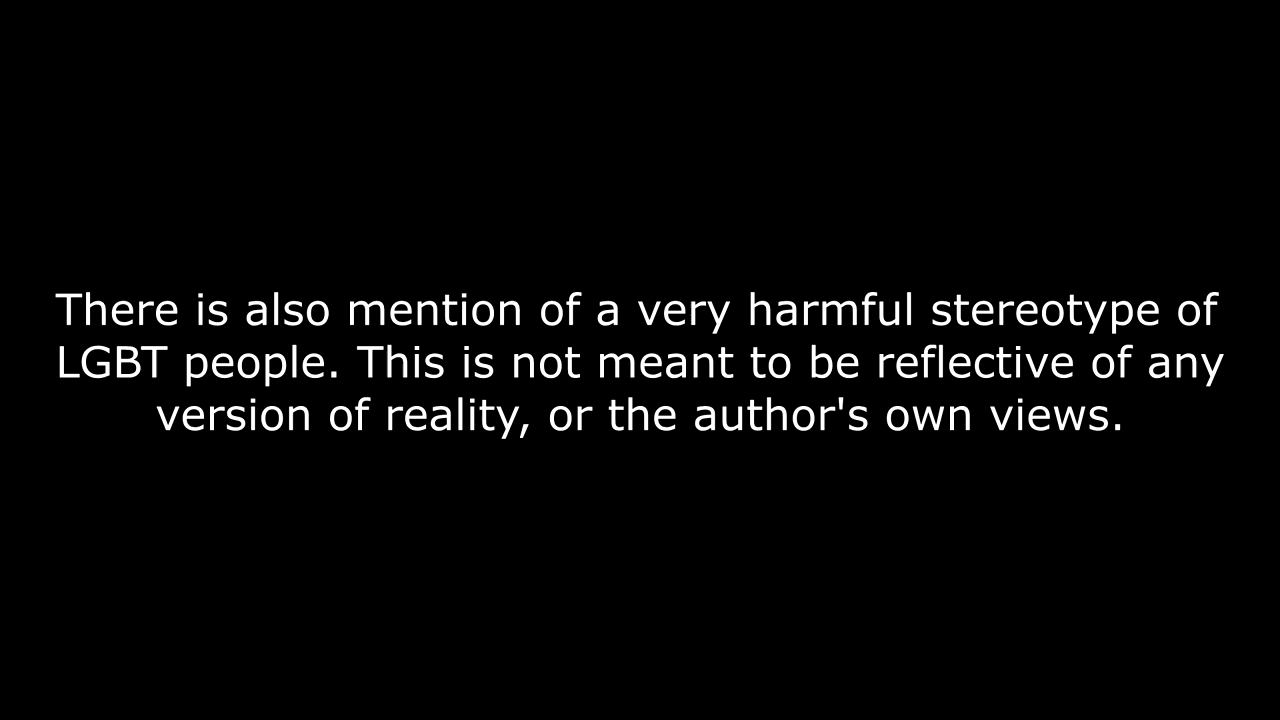 There is also mention of a very harmful stereotype of
LGBT people. This is not meant to be reflective of any
version of reality, or the author's own views.